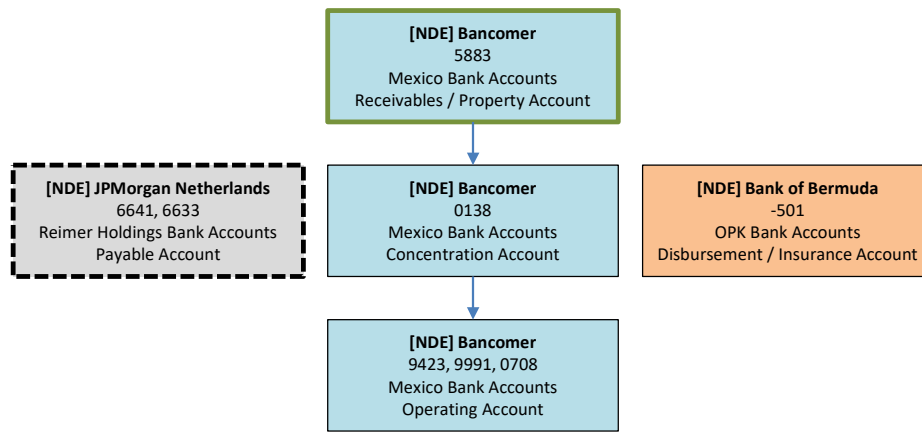 [NDE] Bancomer
5883
Mexico Bank Accounts
Receivables / Property Account
[NDE] JPMorgan Netherlands
6641, 6633
Reimer Holdings Bank Accounts
Payable Account
[NDE] Bancomer
0138
Mexico Bank Accounts
Concentration Account
[NDE] Bank of Bermuda
-501
OPK Bank Accounts
Disbursement / Insurance Account
[NDE] Bancomer
9423, 9991, 0708
Mexico Bank Accounts
Operating Account